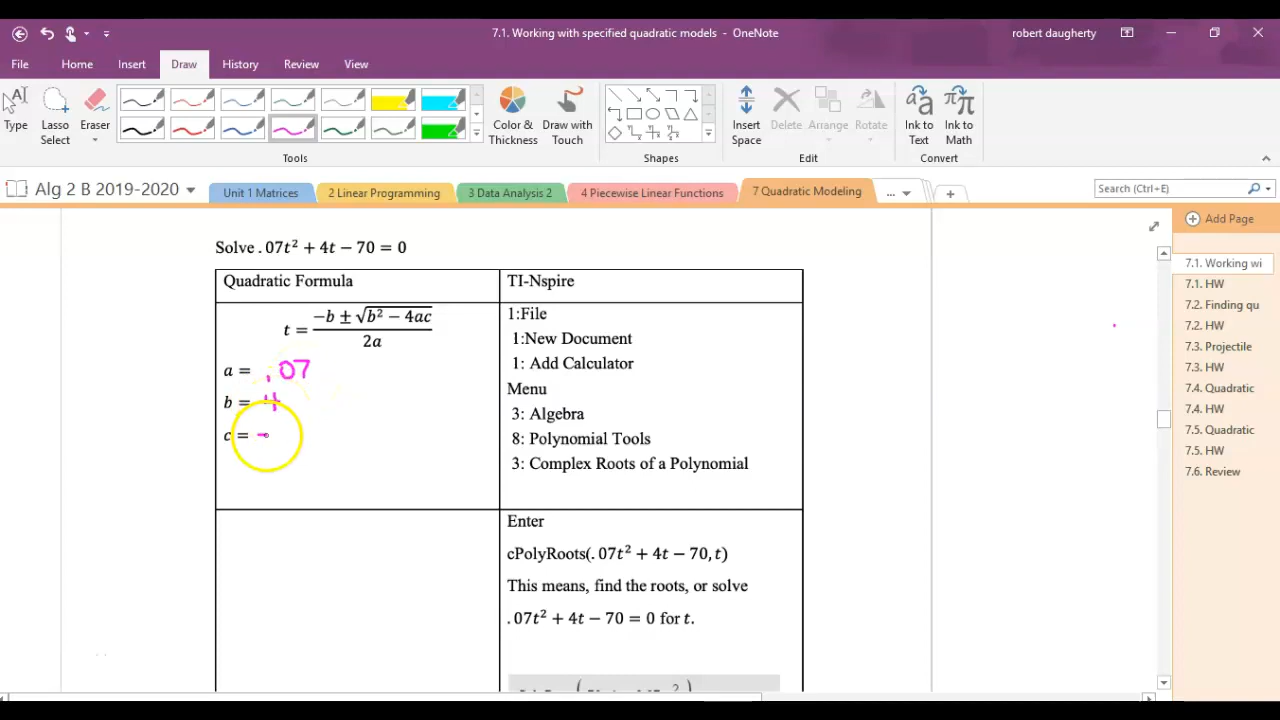 7.1. Working with specified quadratic models - OneNote
robert daugherty
File Home Insert Draw History Review View
Type
Lasso Select
Eraser
Color & Thickness
Draw with Touch
Insert Space
Delete
Arrange
Rotate
Ink to Text
Ink to Math
Tools
Shapes
Edit
Convert
Alg 2 B 2019-2020
Unit 1 Matrices
2 Linear Programming
3 Data Analysis 2
4 Piecewise Linear Functions
7 Quadratic Modeling
...
Search (Ctrl+E)
Add Page
7.1. Working wi
7.1. HW
7.2. Finding qu
7.2. HW
7.3. Projectile
7.3. HW
7.4. Quadratic
7.4. HW
7.5. Quadratic
7.5. HW
7.6. Review
Solve .07t² + 4t − 70 = 0
Quadratic Formula
t = (−b ± √(b² − 4ac)) / 2a
a = .07
b = 4
c = -
TI-Nspire
1:File
1:New Document
1: Add Calculator
Menu
3: Algebra
8: Polynomial Tools
3: Complex Roots of a Polynomial
Enter
cPolyRoots(.07t² + 4t − 70, t)
This means, find the roots, or solve
.07t² + 4t − 70 = 0 for t.